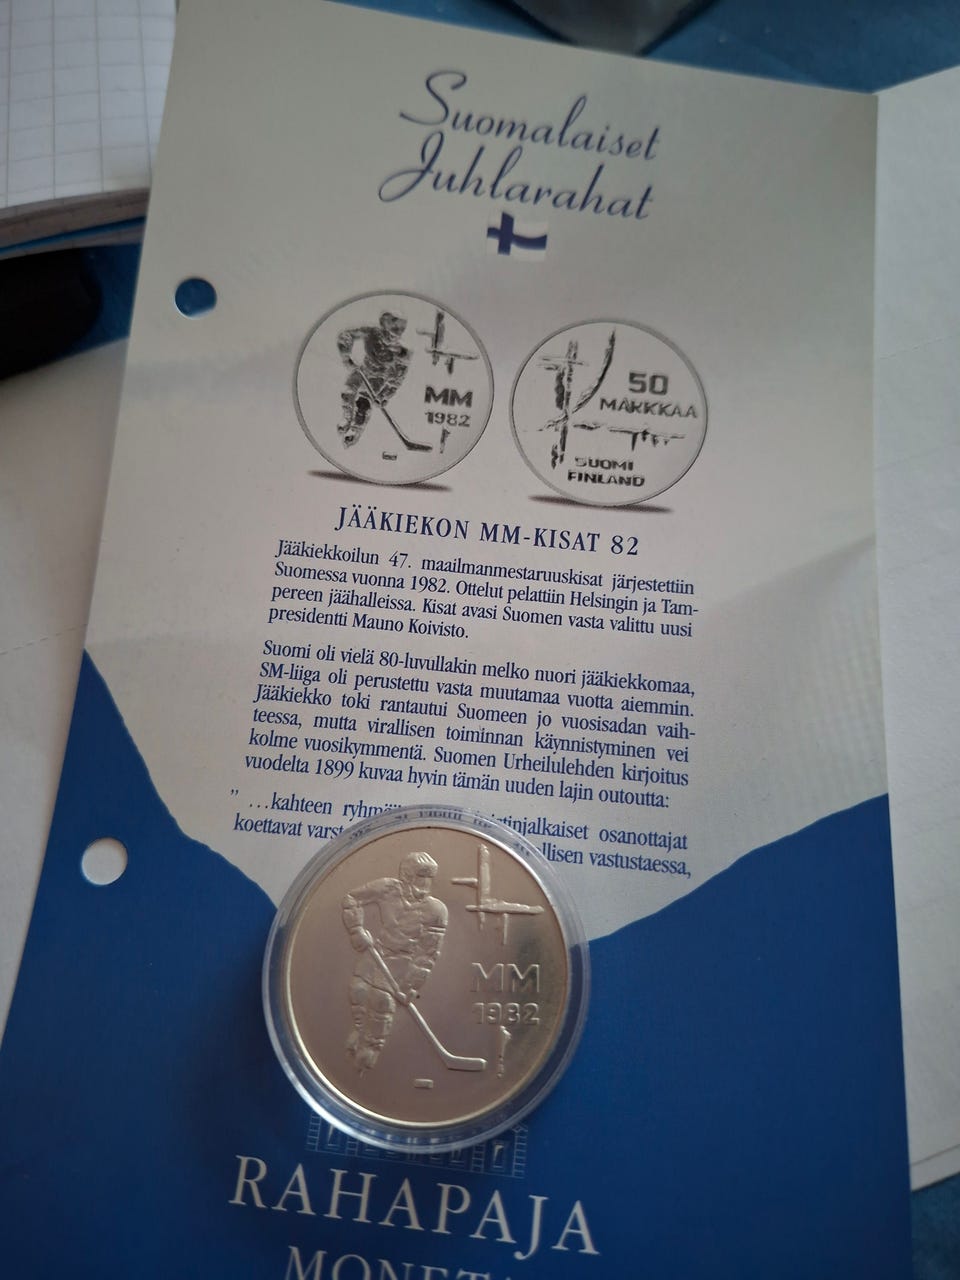 Suomalaiset
Juhlarahat
MM
1982
50
MARKKAA
SUOMI
FINLAND
JÄÄKIEKON MM-KISAT 82
Jääkiekkoilun 47. maailmanmestaruuskisat järjestettiin
Suomessa vuonna 1982. Ottelut pelattiin Helsingin ja Tam-
pereen jäähalleissa. Kisat avasi Suomen vasta valittu uusi
presidentti Mauno Koivisto.
Suomi oli vielä 80-luvullakin melko nuori jääkiekkomaa,
SM-liiga oli perustettu vasta muutamaa vuotta aiemmin.
Jääkiekko toki rantautui Suomeen jo vuosisadan vaih-
teessa, mutta virallisen toiminnan käynnistyminen vei
kolme vuosikymmentä. Suomen Urheilulehden kirjoitus
vuodelta 1899 kuvaa hyvin tämän uuden lajin outoutta:
” …kahteen osanottajat
koettavat vastustaessa,
MM
1982
RAHAPAJA